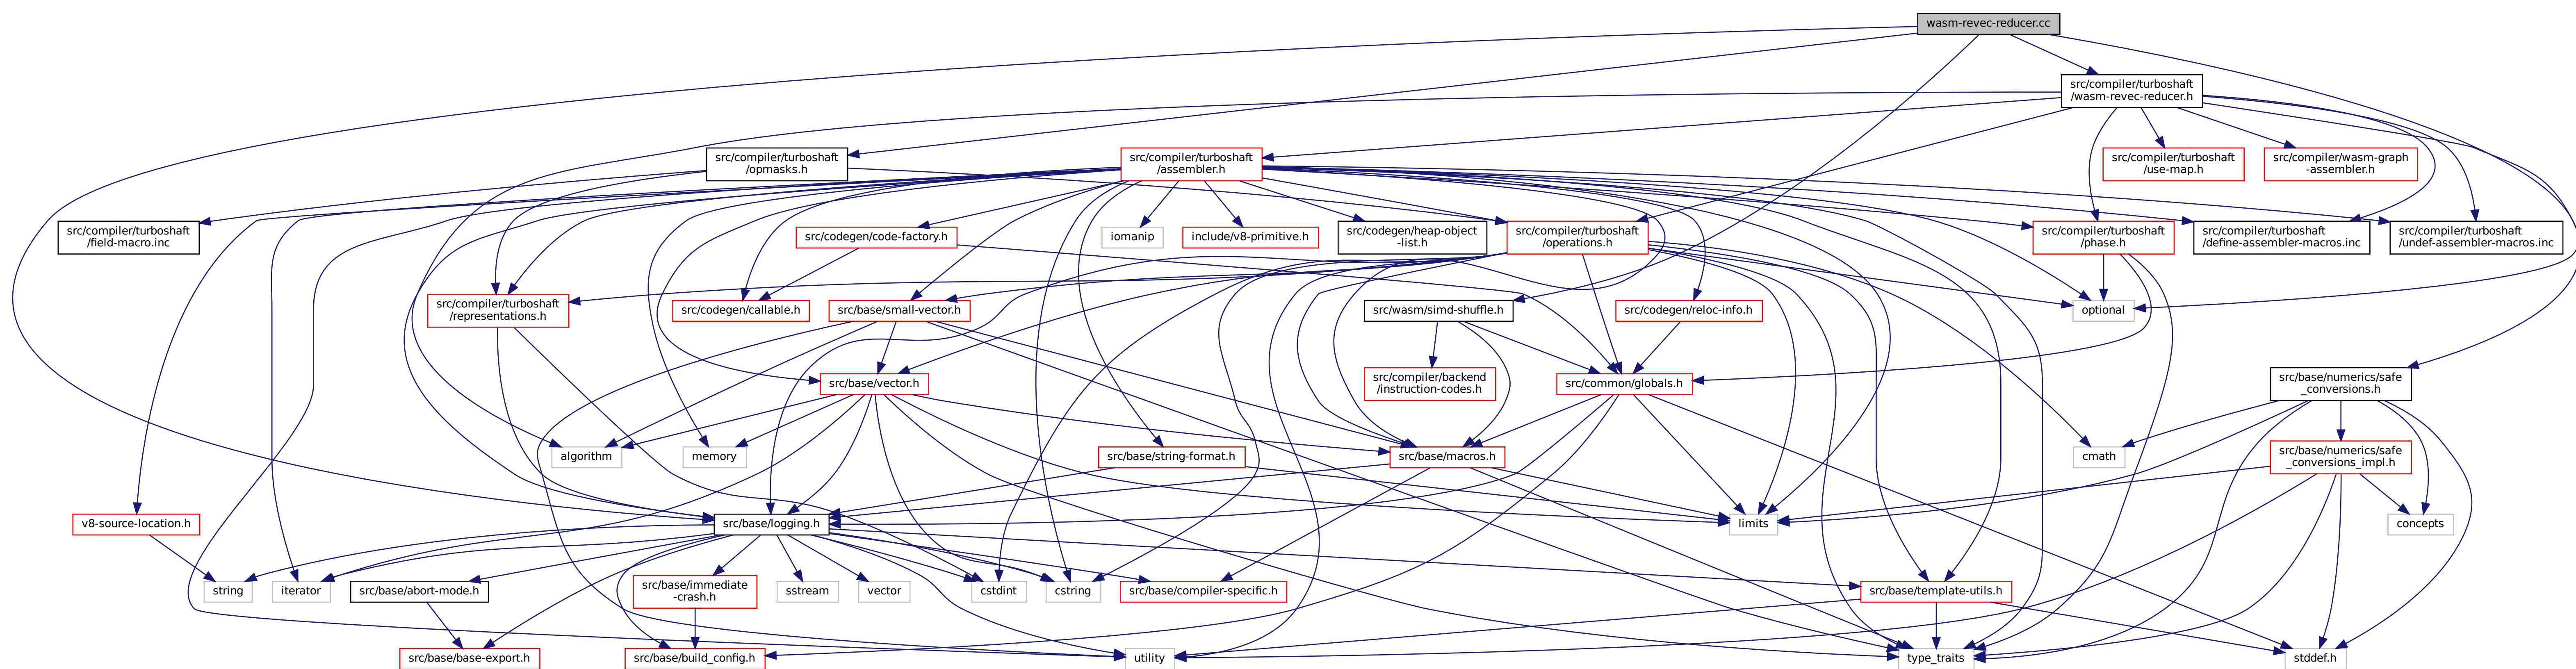 wasm-revec-reducer.cc
src/compiler/turboshaft
/wasm-revec-reducer.h
src/compiler/turboshaft
/opmasks.h
src/compiler/turboshaft
/assembler.h
src/compiler/turboshaft
/use-map.h
src/compiler/wasm-graph
-assembler.h
src/compiler/turboshaft
/field-macro.inc
src/codegen/code-factory.h
iomanip
include/v8-primitive.h
src/codegen/heap-object
-list.h
src/compiler/turboshaft
/operations.h
src/compiler/turboshaft
/phase.h
src/compiler/turboshaft
/define-assembler-macros.inc
src/compiler/turboshaft
/undef-assembler-macros.inc
src/compiler/turboshaft
/representations.h
src/codegen/callable.h
src/base/small-vector.h
src/wasm/simd-shuffle.h
src/codegen/reloc-info.h
optional
src/base/vector.h
src/compiler/backend
/instruction-codes.h
src/common/globals.h
src/base/numerics/safe
_conversions.h
algorithm
memory
src/base/string-format.h
src/base/macros.h
cmath
src/base/numerics/safe
_conversions_impl.h
v8-source-location.h
src/base/logging.h
limits
concepts
string
iterator
src/base/abort-mode.h
src/base/immediate
-crash.h
sstream
vector
cstdint
cstring
src/base/compiler-specific.h
src/base/template-utils.h
src/base/base-export.h
src/base/build_config.h
utility
type_traits
stddef.h